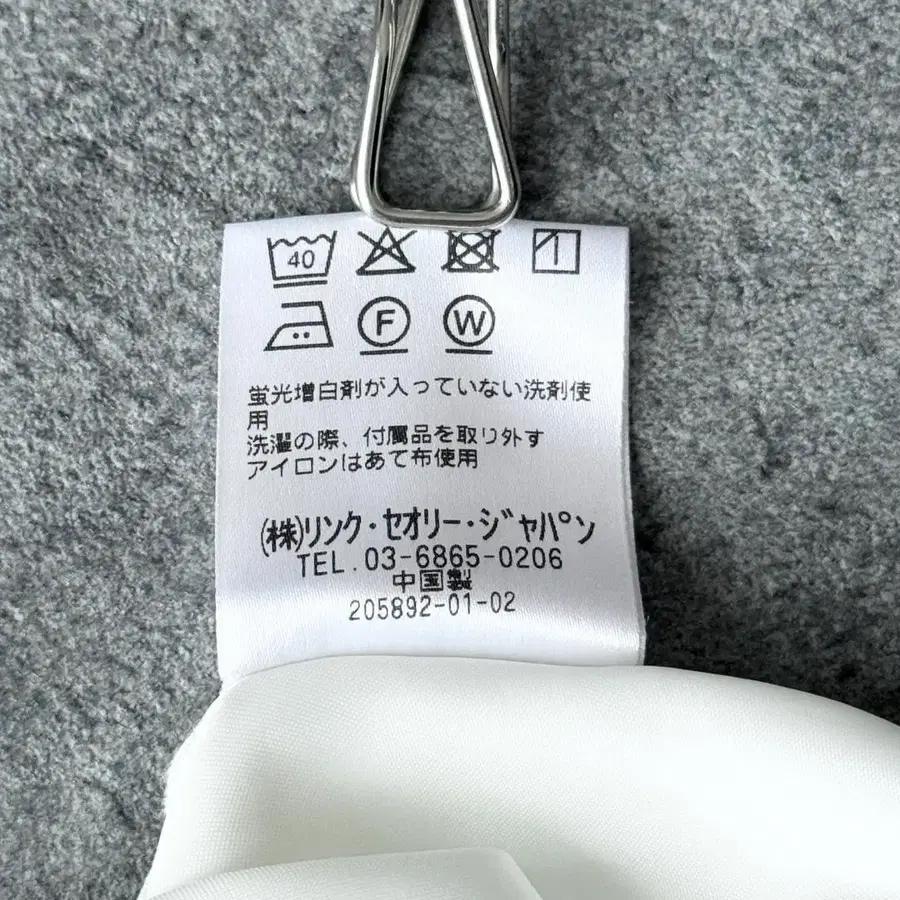 40
F W
蛍光増白剤が入っていない洗剤使
用
洗濯の際、付属品を取り外す
アイロンはあて布使用
(株)リンク・セオリー・ジャパン
TEL.03-6865-0206
中国製
205892-01-02